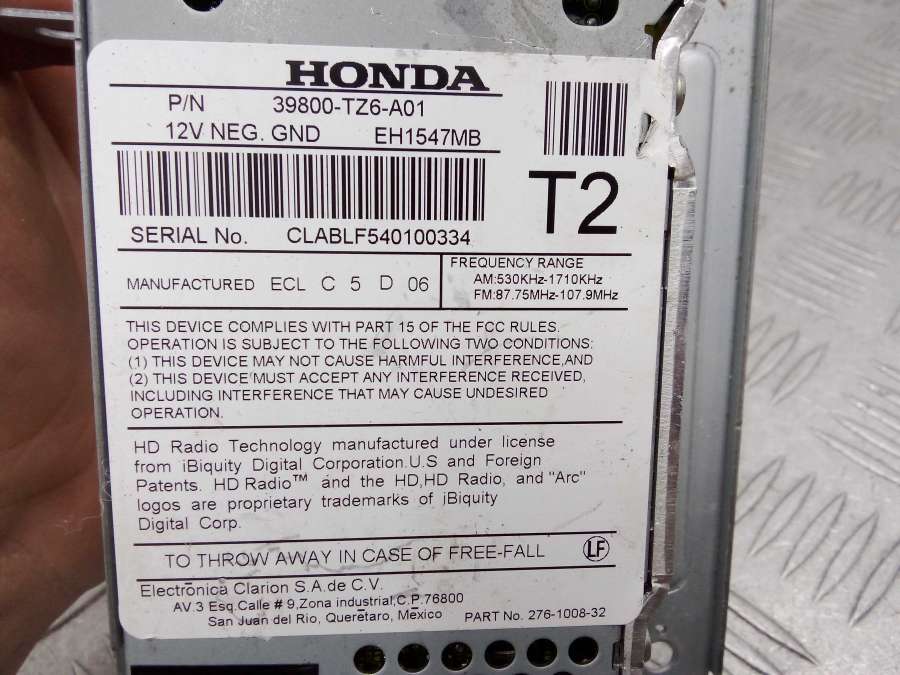 HONDA
P/N 39800-TZ6-A01
12V NEG. GND EH1547MB
T2
SERIAL No. CLABLF540100334
MANUFACTURED ECL C 5 D 06
FREQUENCY RANGE
AM:530KHz-1710KHz
FM:87.75MHz-107.9MHz
THIS DEVICE COMPLIES WITH PART 15 OF THE FCC RULES.
OPERATION IS SUBJECT TO THE FOLLOWING TWO CONDITIONS:
(1) THIS DEVICE MAY NOT CAUSE HARMFUL INTERFERENCE,AND
(2) THIS DEVICE MUST ACCEPT ANY INTERFERENCE RECEIVED,
INCLUDING INTERFERENCE THAT MAY CAUSE UNDESIRED
OPERATION.
HD Radio Technology manufactured under license
from iBiquity Digital Corporation.U.S and Foreign
Patents. HD Radio™ and the HD,HD Radio, and "Arc"
logos are proprietary trademarks of iBiquity
Digital Corp.
TO THROW AWAY IN CASE OF FREE-FALL LF
Electrōnica Clarion S.A. de C.V.
AV.3 Esq.Calle # 9,Zona industrial,C.P.76800
San Juan del Rio, Querētaro, Mēxico PART No. 276-1008-32